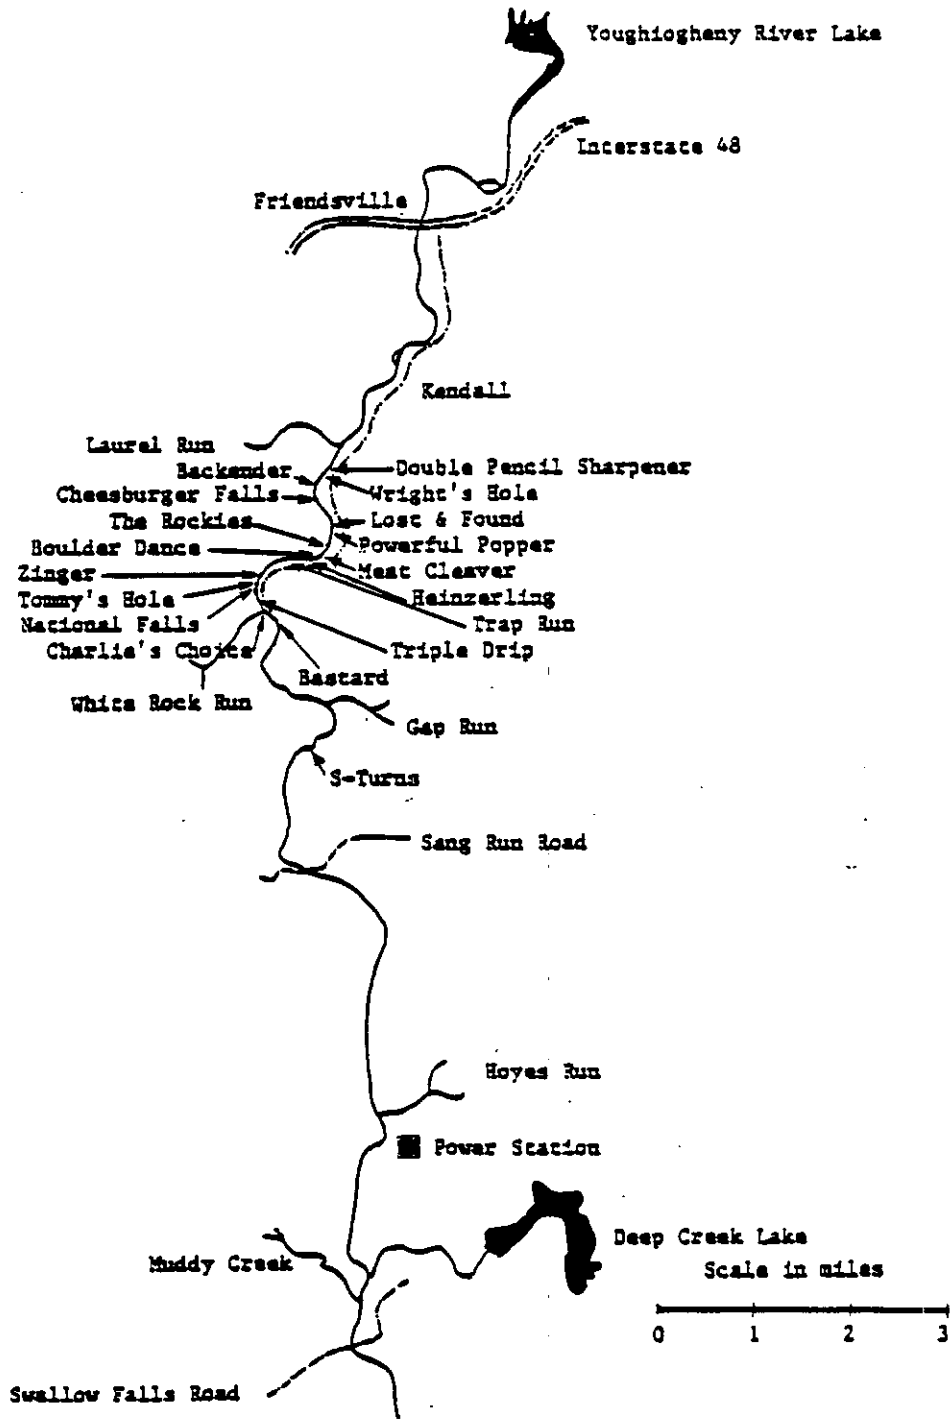 Youghiogheny River Lake
Interstate 48
Friendsville
Kendall
Laurel Run
Backender
Double Pencil Sharpener
Cheesburger Falls
Wright's Hole
The Rockies
Lost & Found
Boulder Dance
Powerful Popper
Zinger
Meat Cleaver
Tommy's Hole
Heinzerling
National Falls
Trap Run
Charlie's Choice
Triple Drip
Bastard
White Rock Run
Gap Run
S-Turns
Sang Run Road
Hoyes Run
Power Station
Deep Creek Lake
Muddy Creek
Scale in miles
0 1 2 3
Swallow Falls Road